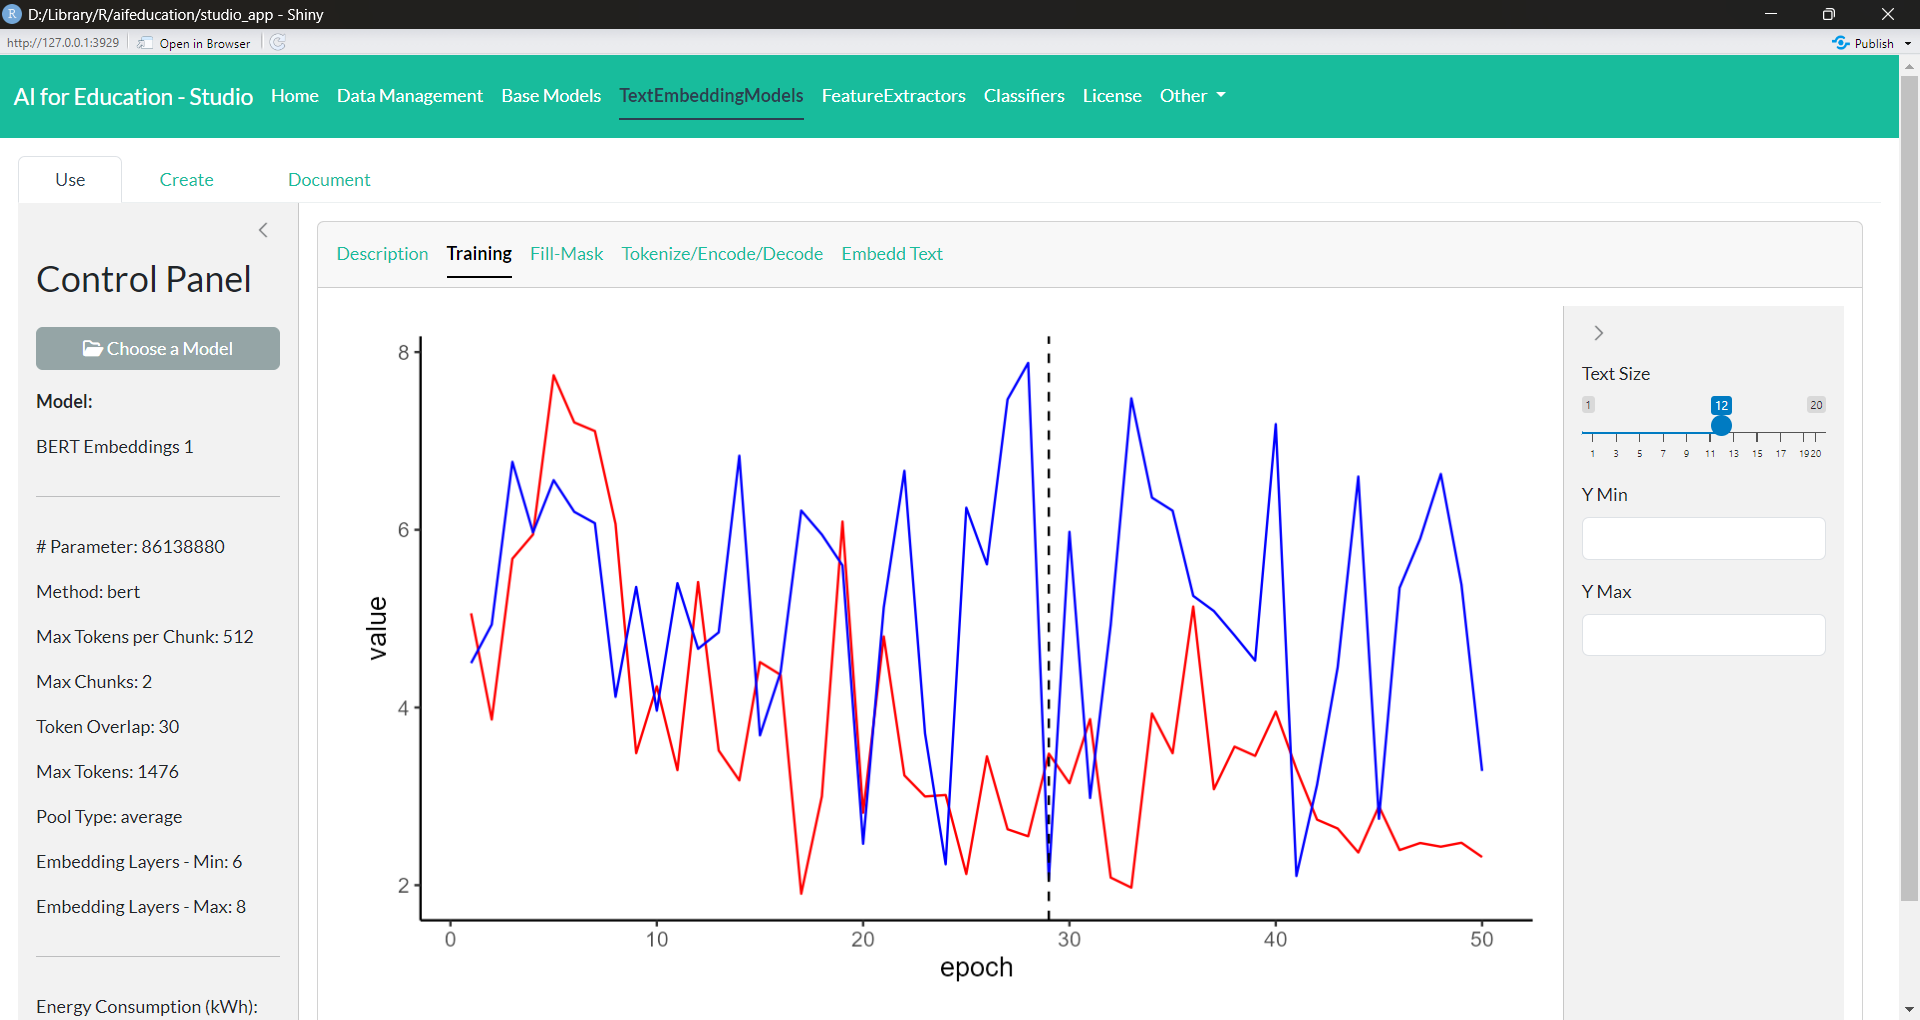 D:/Library/R/aifeducation/studio_app - Shiny
http://127.0.0.1:3929 Open in Browser Publish
AI for Education - Studio Home Data Management Base Models TextEmbeddingModels FeatureExtractors Classifiers License Other
Use Create Document
Control Panel
Choose a Model
Model:
BERT Embeddings 1
# Parameter: 86138880
Method: bert
Max Tokens per Chunk: 512
Max Chunks: 2
Token Overlap: 30
Max Tokens: 1476
Pool Type: average
Embedding Layers - Min: 6
Embedding Layers - Max: 8
Energy Consumption (kWh):
Description Training Fill-Mask Tokenize/Encode/Decode Embedd Text
value
8
6
4
2
0 10 20 30 40 50
epoch
Text Size
1 12 20
1 3 5 7 9 11 13 15 17 19 20
Y Min
Y Max